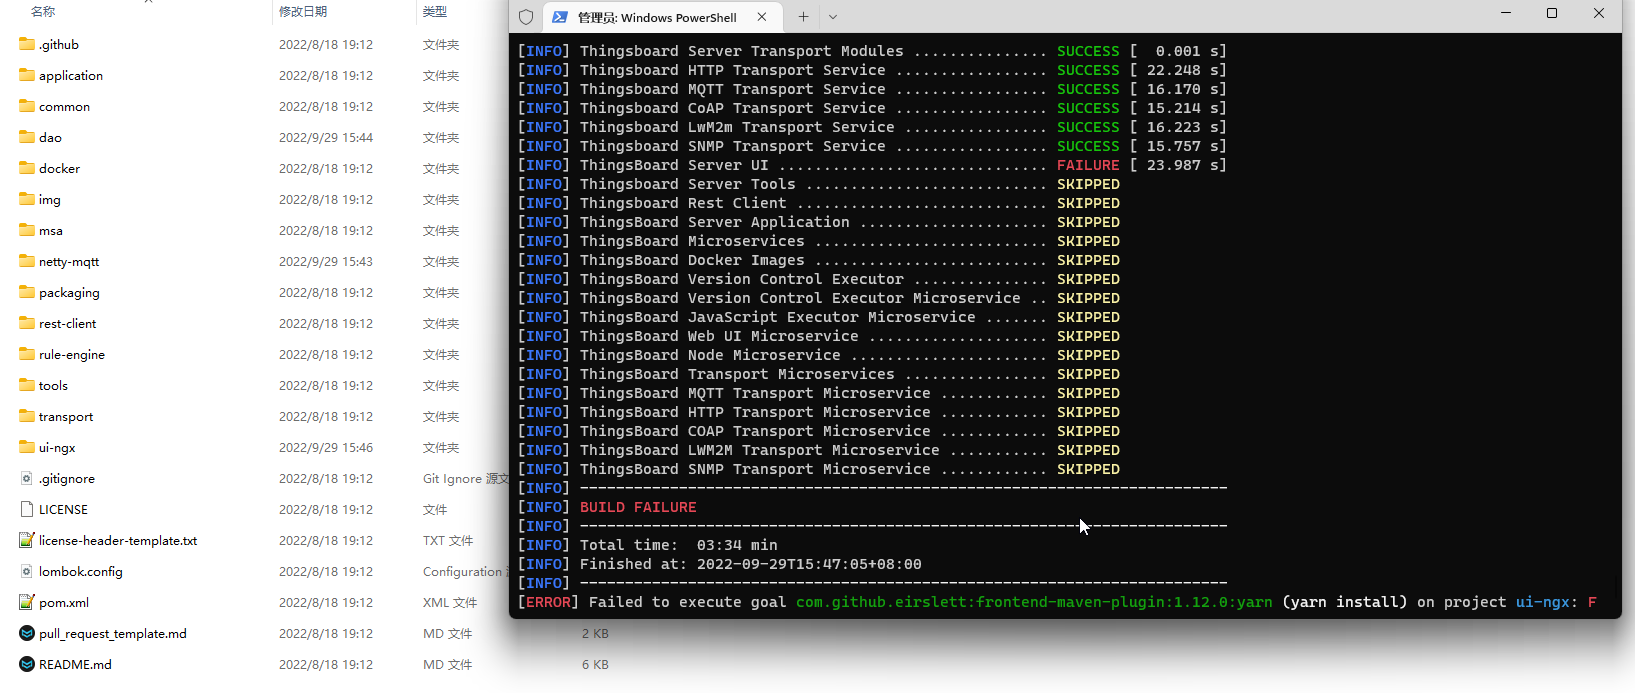 名称 修改日期 类型
.github 2022/8/18 19:12 文件夹
application 2022/8/18 19:12 文件夹
common 2022/8/18 19:12 文件夹
dao 2022/9/29 15:44 文件夹
docker 2022/8/18 19:12 文件夹
img 2022/8/18 19:12 文件夹
msa 2022/8/18 19:12 文件夹
netty-mqtt 2022/9/29 15:43 文件夹
packaging 2022/8/18 19:12 文件夹
rest-client 2022/8/18 19:12 文件夹
rule-engine 2022/8/18 19:12 文件夹
tools 2022/8/18 19:12 文件夹
transport 2022/8/18 19:12 文件夹
ui-ngx 2022/9/29 15:46 文件夹
.gitignore 2022/8/18 19:12 Git Ignore 源文
LICENSE 2022/8/18 19:12 文件
license-header-template.txt 2022/8/18 19:12 TXT 文件
lombok.config 2022/8/18 19:12 Configuration
pom.xml 2022/8/18 19:12 XML 文件
pull_request_template.md 2022/8/18 19:12 MD 文件 2 KB
README.md 2022/8/18 19:12 MD 文件 6 KB
管理员: Windows PowerShell
[INFO] Thingsboard Server Transport Modules ............... SUCCESS [  0.001 s]
[INFO] Thingsboard HTTP Transport Service ................. SUCCESS [ 22.248 s]
[INFO] Thingsboard MQTT Transport Service ................. SUCCESS [ 16.170 s]
[INFO] Thingsboard CoAP Transport Service ................. SUCCESS [ 15.214 s]
[INFO] Thingsboard LwM2m Transport Service ................ SUCCESS [ 16.223 s]
[INFO] Thingsboard SNMP Transport Service ................. SUCCESS [ 15.757 s]
[INFO] ThingsBoard Server UI .............................. FAILURE [ 23.987 s]
[INFO] Thingsboard Server Tools ........................... SKIPPED
[INFO] Thingsboard Rest Client ............................ SKIPPED
[INFO] ThingsBoard Server Application ..................... SKIPPED
[INFO] ThingsBoard Microservices .......................... SKIPPED
[INFO] ThingsBoard Docker Images .......................... SKIPPED
[INFO] ThingsBoard Version Control Executor ............... SKIPPED
[INFO] ThingsBoard Version Control Executor Microservice .. SKIPPED
[INFO] ThingsBoard JavaScript Executor Microservice ....... SKIPPED
[INFO] ThingsBoard Web UI Microservice .................... SKIPPED
[INFO] ThingsBoard Node Microservice ...................... SKIPPED
[INFO] ThingsBoard Transport Microservices ................ SKIPPED
[INFO] ThingsBoard MQTT Transport Microservice ............ SKIPPED
[INFO] ThingsBoard HTTP Transport Microservice ............ SKIPPED
[INFO] ThingsBoard COAP Transport Microservice ............ SKIPPED
[INFO] ThingsBoard LWM2M Transport Microservice ........... SKIPPED
[INFO] ThingsBoard SNMP Transport Microservice ............ SKIPPED
[INFO] ------------------------------------------------------------------------
[INFO] BUILD FAILURE
[INFO] ------------------------------------------------------------------------
[INFO] Total time:  03:34 min
[INFO] Finished at: 2022-09-29T15:47:05+08:00
[INFO] ------------------------------------------------------------------------
[ERROR] Failed to execute goal com.github.eirslett:frontend-maven-plugin:1.12.0:yarn (yarn install) on project ui-ngx: F